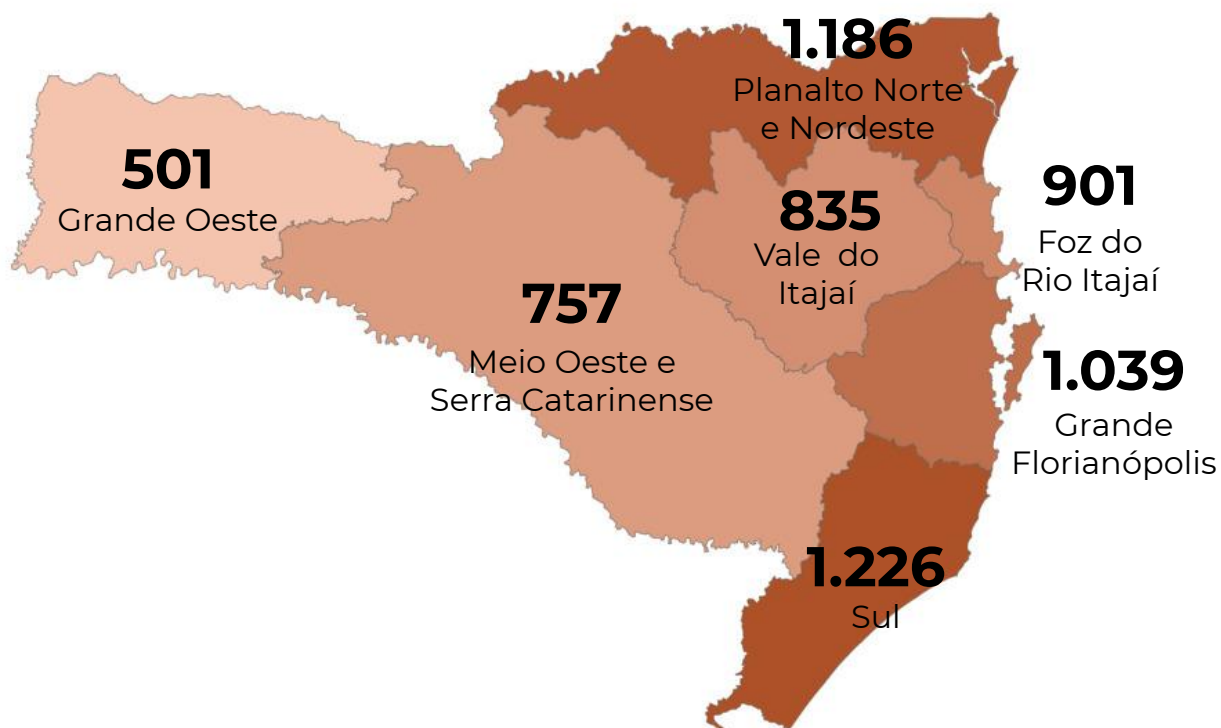 1.186
Planalto Norte
e Nordeste
501
Grande Oeste
835
Vale do
Itajaí
901
Foz do
Rio Itajaí
757
Meio Oeste e
Serra Catarinense
1.039
Grande
Florianópolis
1.226
Sul